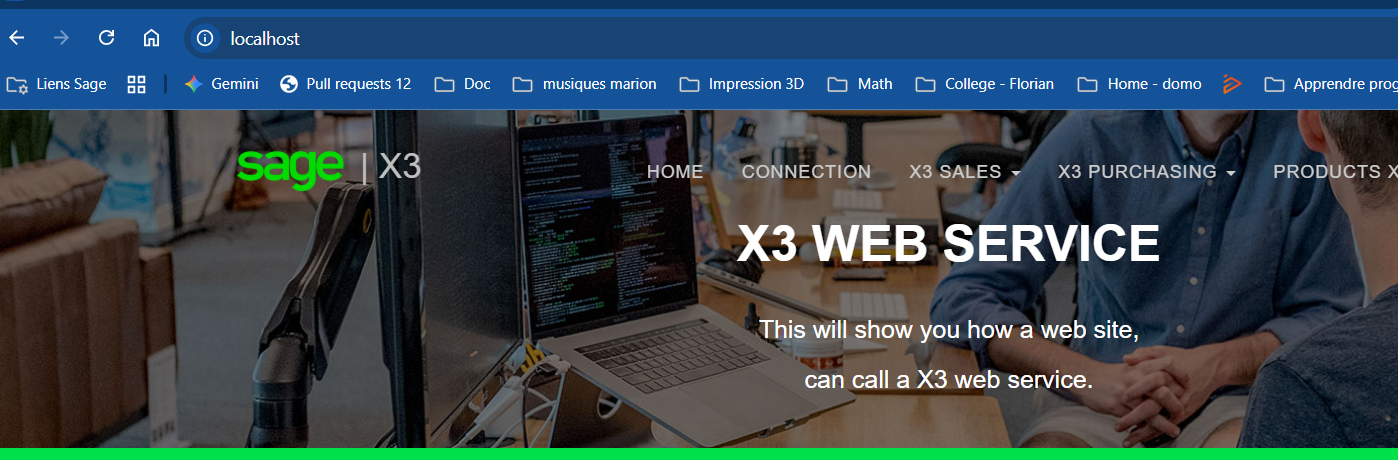 localhost
Liens Sage
Gemini
Pull requests 12
Doc
musiques marion
Impression 3D
Math
College - Florian
Home - domo
Apprendre prog
sage | X3
HOME
CONNECTION
X3 SALES
X3 PURCHASING
PRODUCTS X
X3 WEB SERVICE
This will show you how a web site,
can call a X3 web service.